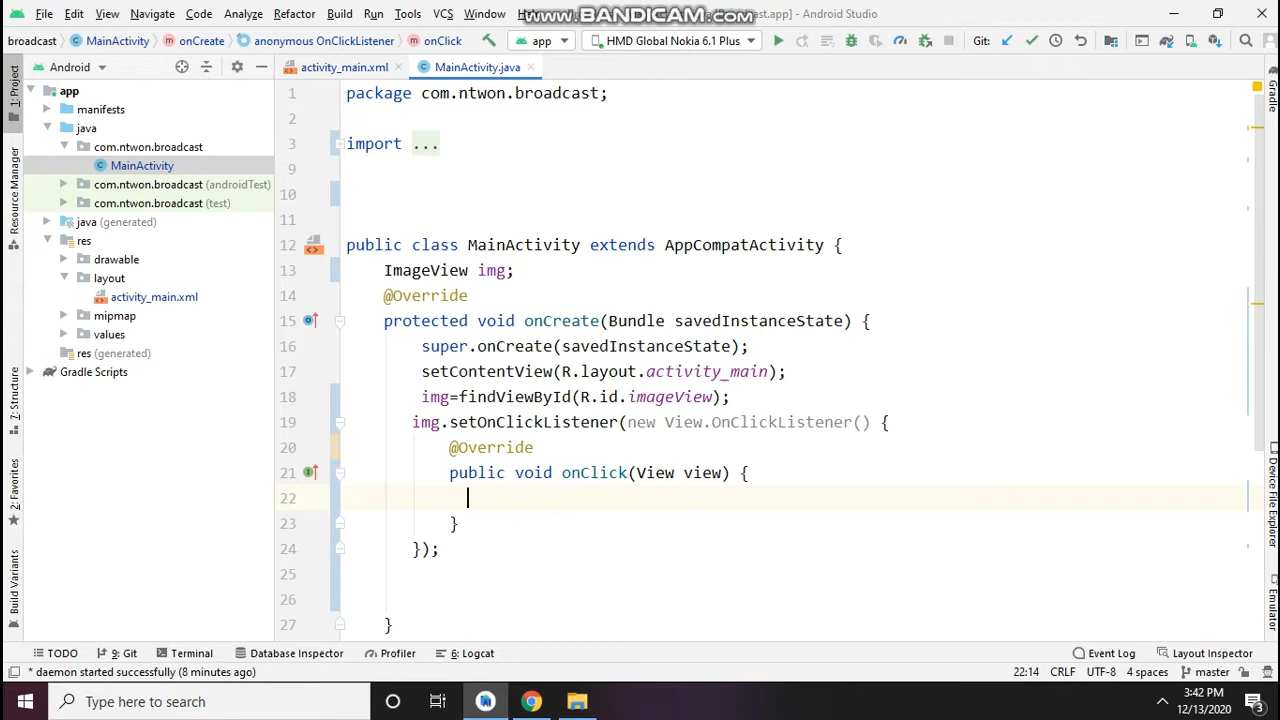 File Edit View Navigate Code Analyze Refactor Build Run Tools VCS Window www.BANDICAM.com cast.app] - Android Studio
broadcast MainActivity onCreate anonymous OnClickListener onClick app HMD Global Nokia 6.1 Plus Git:
Android activity_main.xml MainActivity.java
1: Project
Resource Manager
7: Structure
2: Favorites
Build Variants
app
manifests
java
com.ntwon.broadcast
MainActivity
com.ntwon.broadcast (androidTest)
com.ntwon.broadcast (test)
java (generated)
res
drawable
layout
activity_main.xml
mipmap
values
res (generated)
Gradle Scripts
1 package com.ntwon.broadcast;
2
3 import ...
9
10
11
12 public class MainActivity extends AppCompatActivity {
13 ImageView img;
14 @Override
15 protected void onCreate(Bundle savedInstanceState) {
16 super.onCreate(savedInstanceState);
17 setContentView(R.layout.activity_main);
18 img=findViewById(R.id.imageView);
19 img.setOnClickListener(new View.OnClickListener() {
20 @Override
21 public void onClick(View view) {
22
23 }
24 });
25
26
27 }
Gradle
Device File Explorer
Emulator
TODO 9: Git Terminal Database Inspector Profiler 6: Logcat Event Log Layout Inspector
* daemon started successfully (8 minutes ago) 22:14 CRLF UTF-8 4 spaces master
Type here to search
3:42 PM
12/13/2020
3